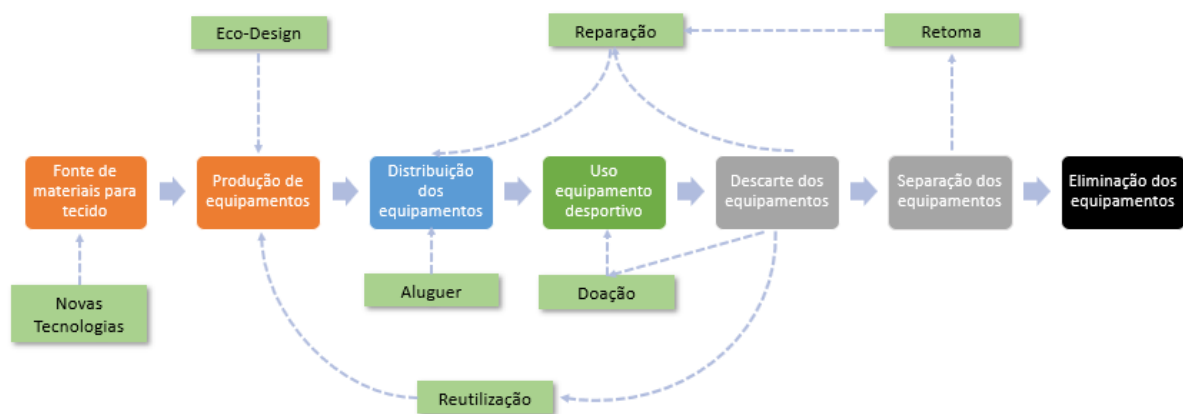 Eco-Design
Reparação
Retoma
Fonte de
materiais para
tecido
Produção de
equipamentos
Distribuição
dos
equipamentos
Uso
equipamento
desportivo
Descarte dos
equipamentos
Separação dos
equipamentos
Eliminação dos
equipamentos
Novas
Tecnologias
Aluguer
Doação
Reutilização